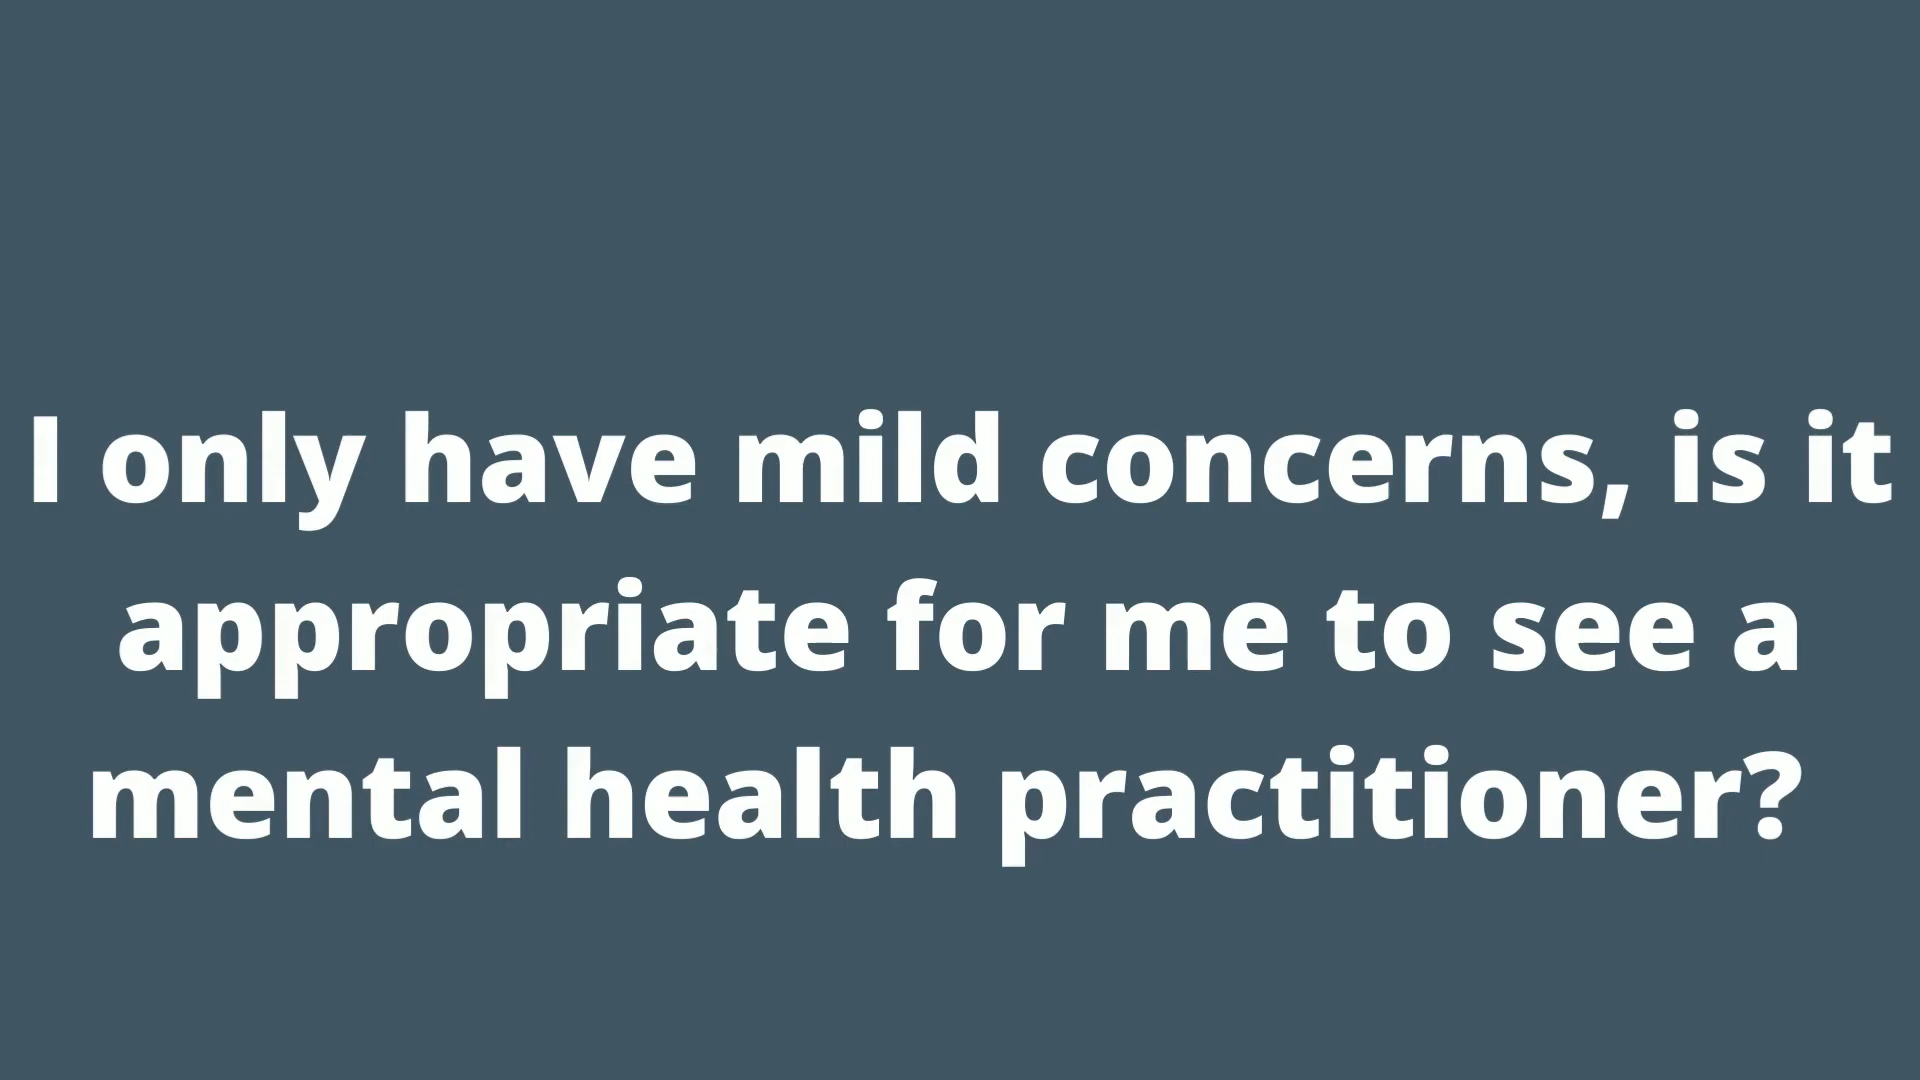 I only have mild concerns, is it
appropriate for me to see a
mental health practitioner?